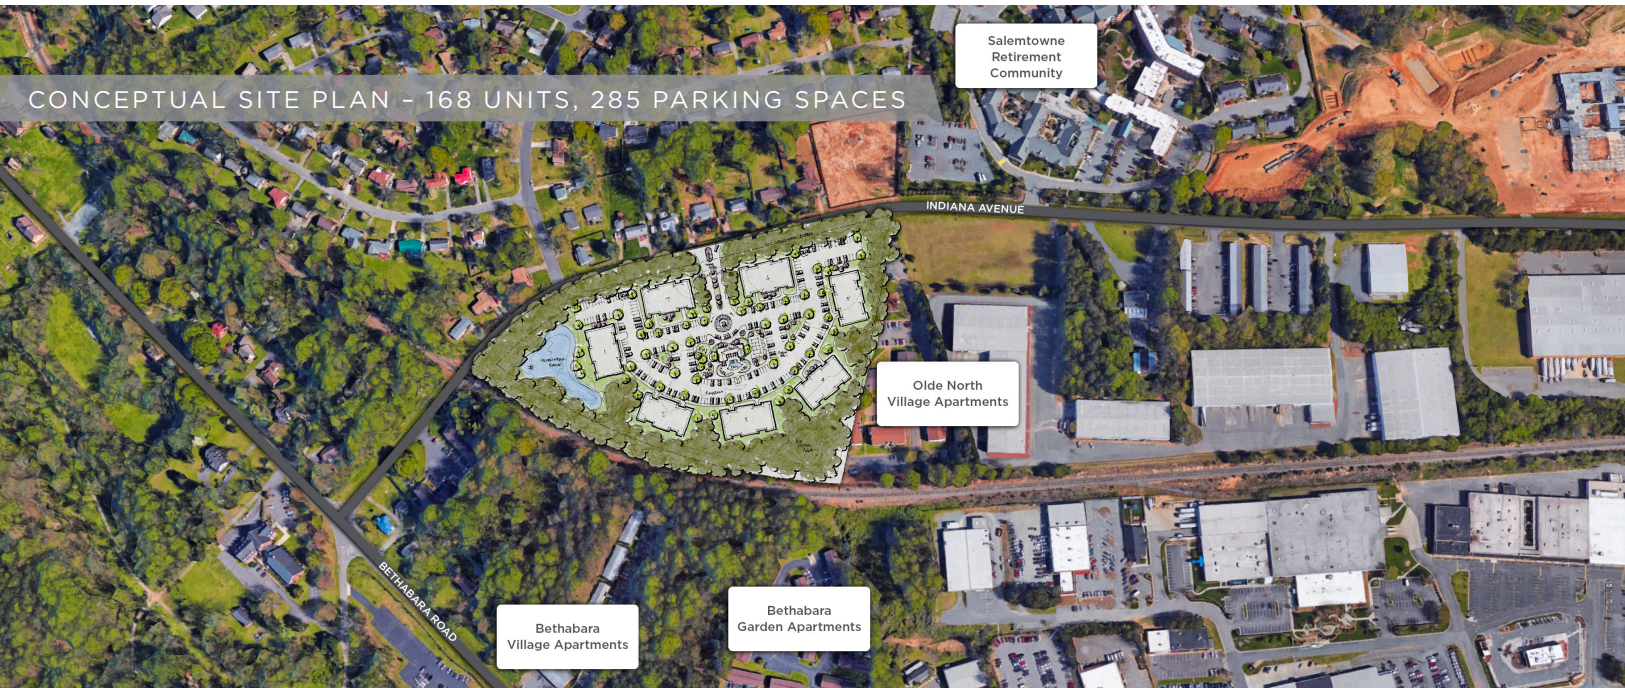 CONCEPTUAL SITE PLAN – 168 UNITS, 285 PARKING SPACES
Salemtowne
Retirement
Community
INDIANA AVENUE
Olde North
Village Apartments
BETHABARA ROAD
Bethabara
Village Apartments
Bethabara
Garden Apartments